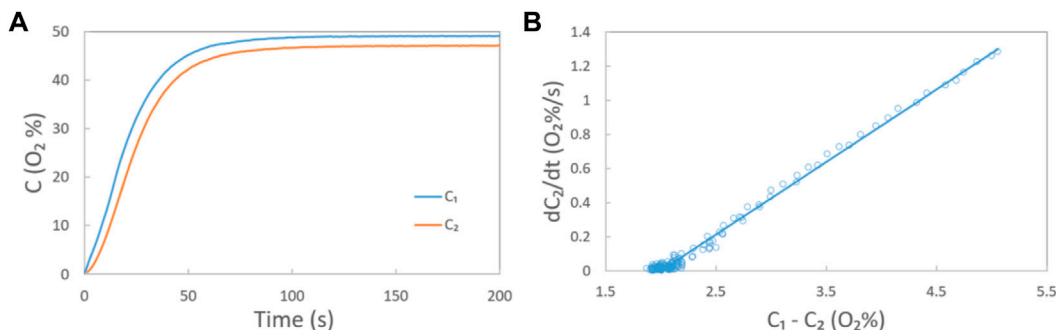 A
C (O₂ %)
50
40
30
20
10
0
0 50 100 150 200
Time (s)
C₁
C₂
B
dC₂/dt (O₂%/s)
1.4
1.2
1
0.8
0.6
0.4
0.2
0
1.5 2.5 3.5 4.5 5.5
C₁ - C₂ (O₂%)